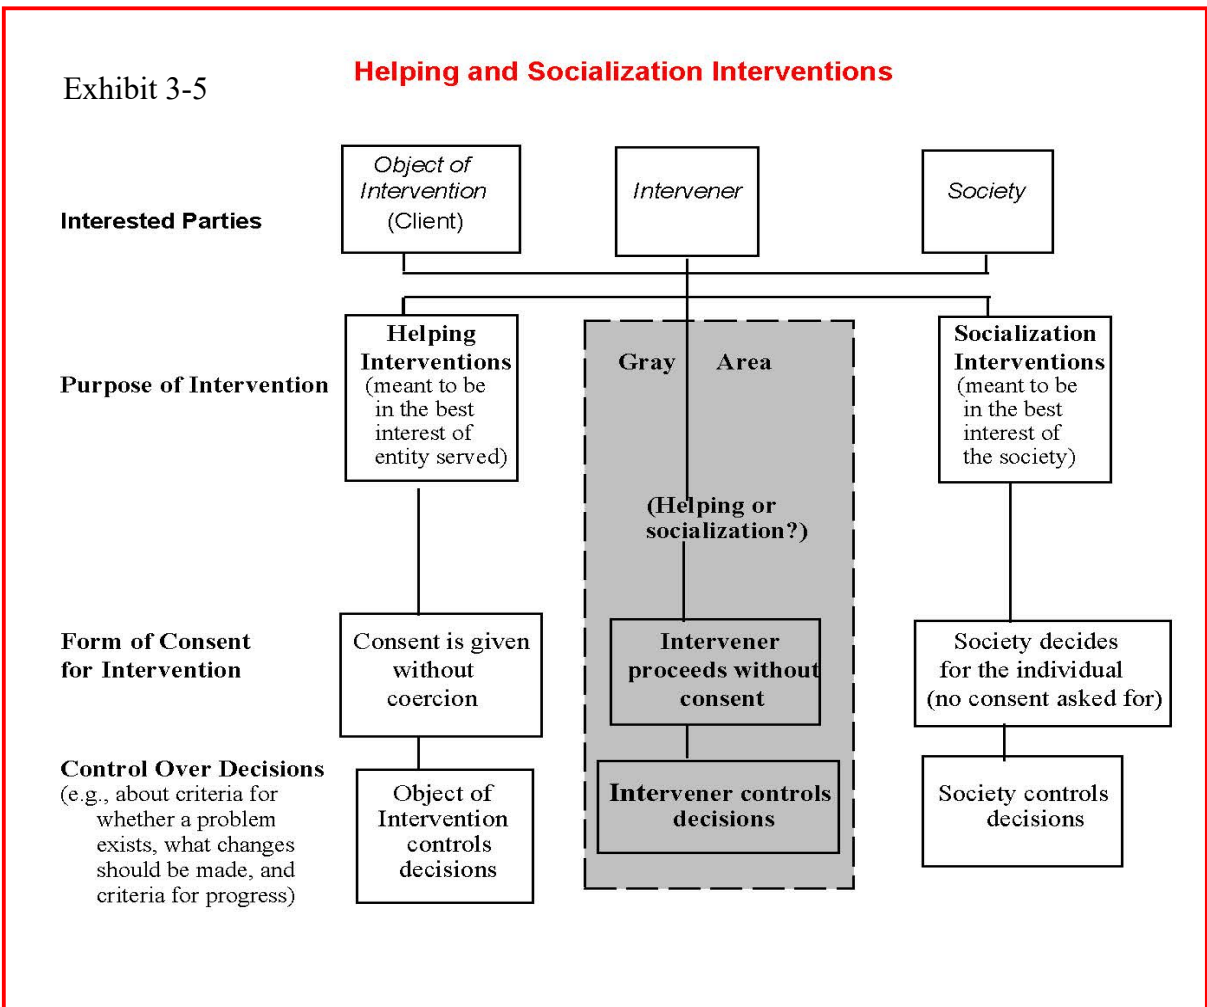 Exhibit 3-5
Helping and Socialization Interventions
Interested Parties
Object of
Intervention
(Client)
Intervener
Society
Purpose of Intervention
Helping
Interventions
(meant to be
in the best
interest of
entity served)
Gray Area
(Helping or
socialization?)
Socialization
Interventions
(meant to be
in the best
interest of
the society)
Form of Consent
for Intervention
Consent is given
without
coercion
Intervener
proceeds without
consent
Society decides
for the individual
(no consent asked for)
Control Over Decisions
(e.g., about criteria for
whether a problem
exists, what changes
should be made, and
criteria for progress)
Object of
Intervention
controls
decisions
Intervener controls
decisions
Society controls
decisions